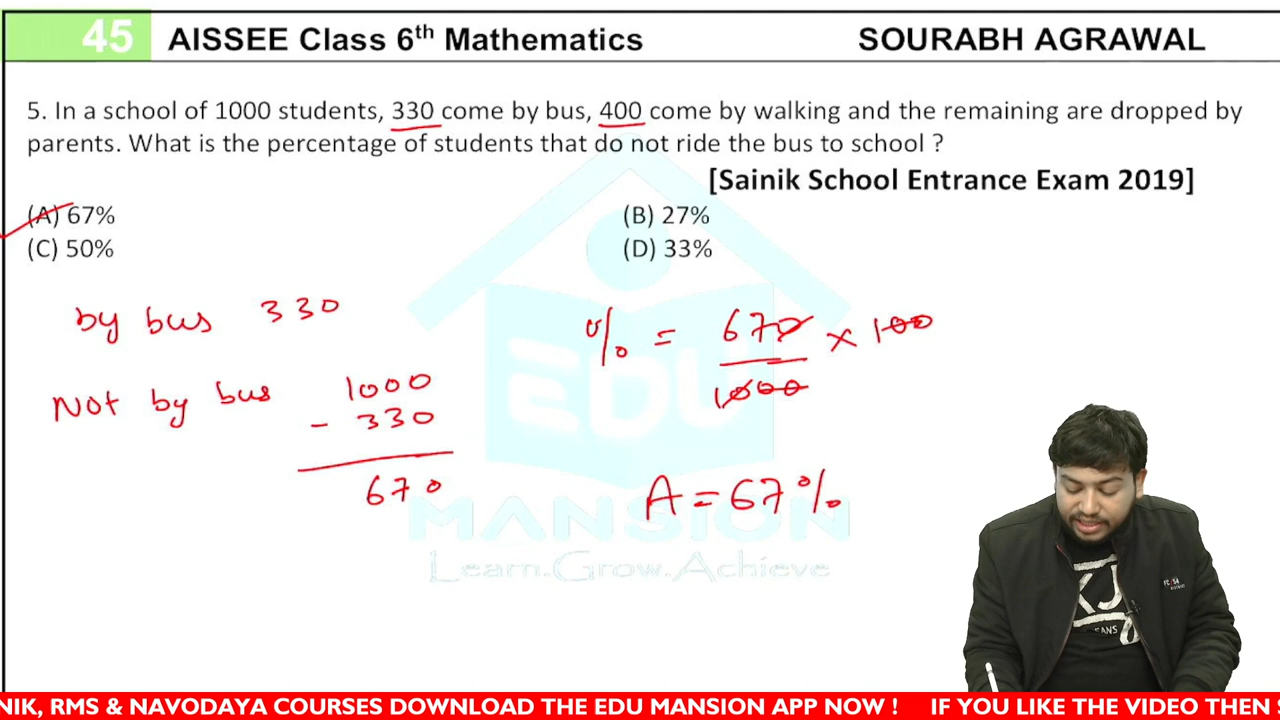 45 AISSEE Class 6th Mathematics SOURABH AGRAWAL
5. In a school of 1000 students, 330 come by bus, 400 come by walking and the remaining are dropped by
parents. What is the percentage of students that do not ride the bus to school ?
[Sainik School Entrance Exam 2019]
(A) 67% (B) 27%
(C) 50% (D) 33%
by bus 330
Not by bus 1000
- 330
670
% = 670 × 100
1000
A = 67%
EDU
MANSION
Learn.Grow.Achieve
KJ
JEANS
NIK, RMS & NAVODAYA COURSES DOWNLOAD THE EDU MANSION APP NOW ! IF YOU LIKE THE VIDEO THEN S